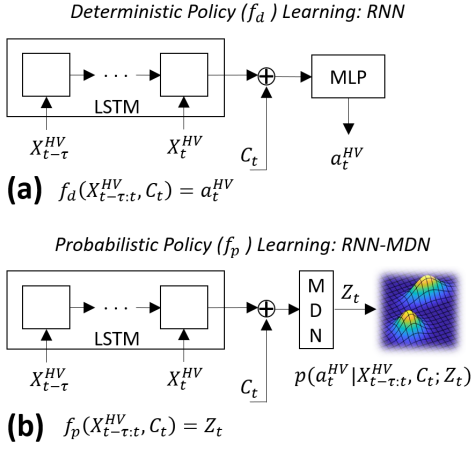 Deterministic Policy (f_d ) Learning: RNN
LSTM
MLP
X_{t-τ}^{HV}
X_t^{HV}
C_t
a_t^{HV}
(a) f_d(X_{t-τ:t}^{HV}, C_t) = a_t^{HV}
Probabilistic Policy (f_p ) Learning: RNN-MDN
LSTM
M
D
N
Z_t
X_{t-τ}^{HV}
X_t^{HV}
C_t
p(a_t^{HV}|X_{t-τ:t}^{HV}, C_t; Z_t)
(b) f_p(X_{t-τ:t}^{HV}, C_t) = Z_t